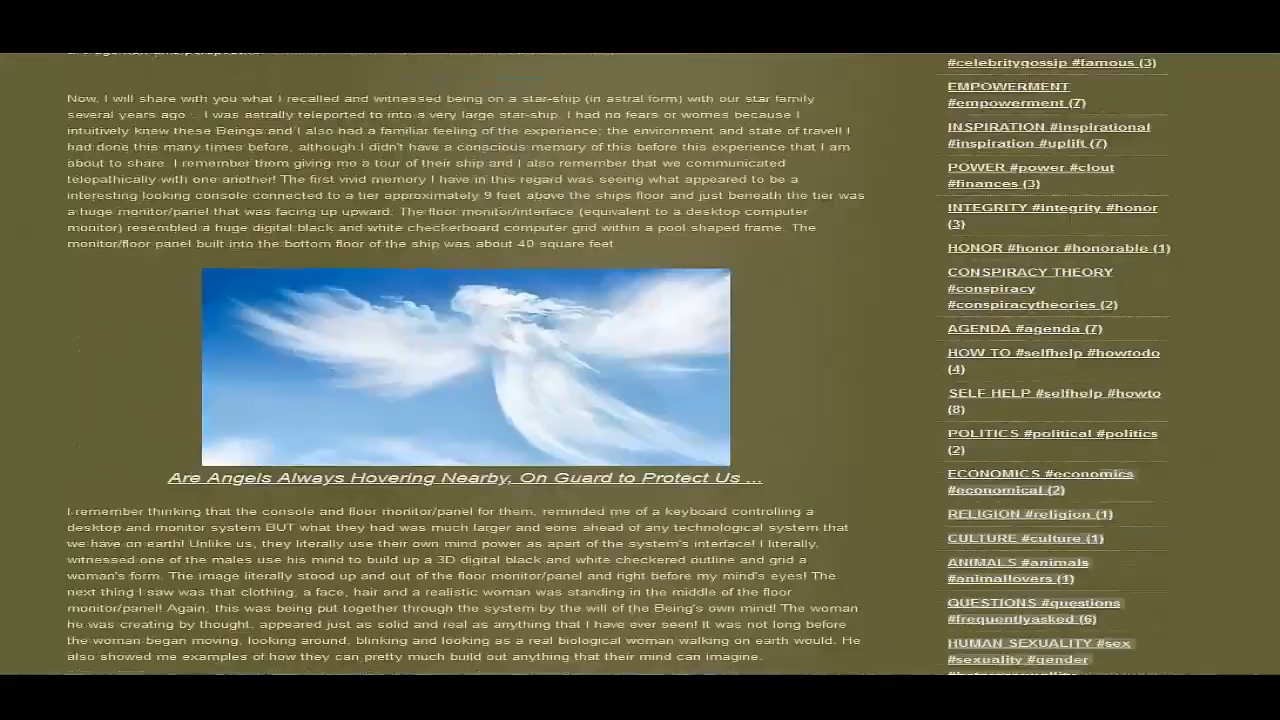 Now, I will share with you what I recalled and witnessed being on a star-ship (in astral form) with our star family
several years ago ... I was astrally teleported to into a very large star-ship. I had no fears or worries because I
intuitively knew these Beings and I also had a familiar feeling of the experience; the environment and state of travel! I
had done this many times before, although I didn't have a conscious memory of this before this experience that I am
about to share. I remember them giving me a tour of their ship and I also remember that we communicated
telepathically with one another! The first vivid memory I have in this regard was seeing what appeared to be a
interesting looking console connected to a tier approximately 9 feet above the ships floor and just beneath the tier was
a huge monitor/panel that was facing up upward. The floor monitor/interface (equivalent to a desktop computer
monitor) resembled a huge digital black and white checkerboard computer grid within a pool shaped frame. The
monitor/floor panel built into the bottom floor of the ship was about 40 square feet
Are Angels Always Hovering Nearby, On Guard to Protect Us ...
I remember thinking that the console and floor monitor/panel for them, reminded me of a keyboard controlling a
desktop and monitor system BUT what they had was much larger and eons ahead of any technological system that
we have on earth! Unlike us, they literally use their own mind power as apart of the system's interface! I literally,
witnessed one of the males use his mind to build up a 3D digital black and white checkered outline and grid a
woman's form. The image literally stood up and out of the floor monitor/panel and right before my mind's eyes! The
next thing I saw was that clothing, a face, hair and a realistic woman was standing in the middle of the floor
monitor/panel! Again, this was being put together through the system by the will of the Being's own mind! The woman
he was creating by thought, appeared just as solid and real as anything that I have ever seen! It was not long before
the woman began moving, looking around, blinking and looking as a real biological woman walking on earth would. He
also showed me examples of how they can pretty much build out anything that their mind can imagine.
#celebritygossip #famous (3)
EMPOWERMENT
#empowerment (7)
INSPIRATION #inspirational
#inspiration #uplift (7)
POWER #power #clout
#finances (3)
INTEGRITY #integrity #honor
(3)
HONOR #honor #honorable (1)
CONSPIRACY THEORY
#conspiracy
#conspiracytheories (2)
AGENDA #agenda (7)
HOW TO #selfhelp #howtodo
(4)
SELF HELP #selfhelp #howto
(8)
POLITICS #political #politics
(2)
ECONOMICS #economics
#economical (2)
RELIGION #religion (1)
CULTURE #culture (1)
ANIMALS #animals
#animallovers (1)
QUESTIONS #questions
#frequentlyasked (6)
HUMAN SEXUALITY #sex
#sexuality #gender